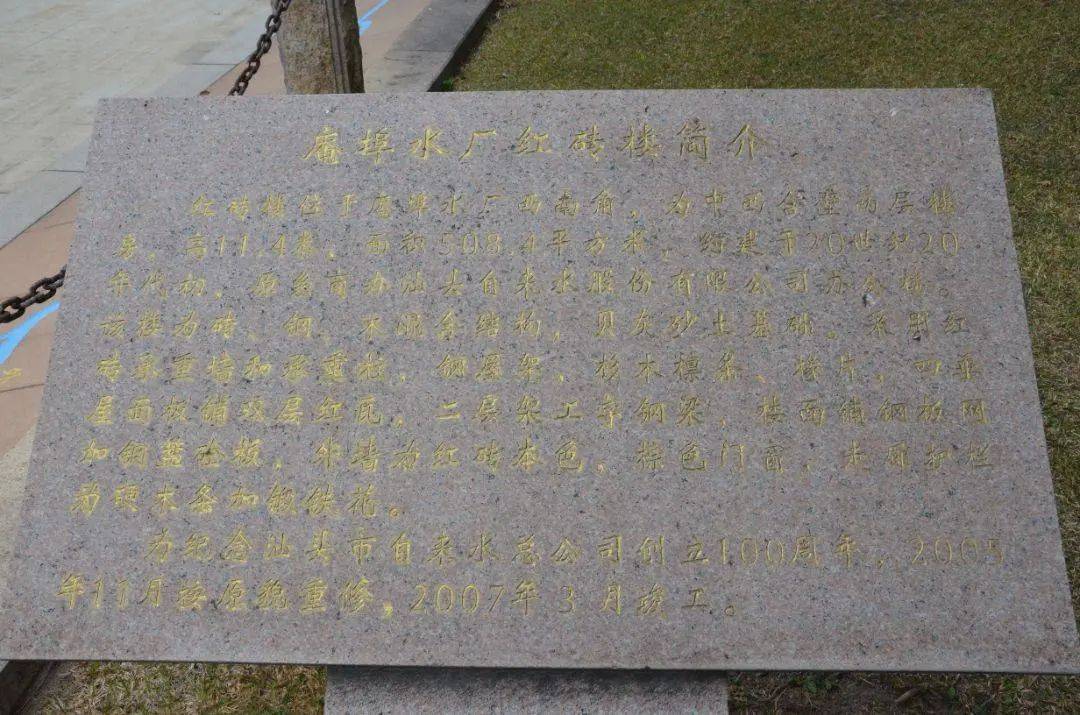 庵埠水厂红砖楼简介
红砖楼位于庵埠水厂西南角，为中西合璧两层楼
房，高11.4米，面积508.4平方米，始建于20世纪20
年代初，原为商办汕头自来水股份有限公司办公楼。
该楼为砖、钢、木混合结构，贝灰砂土基础。采用红
砖承重墙和承重柱，钢屋架，杉木檩条、桷片，四坡
屋面板铺双层红瓦，二层架工字钢梁，楼面铺钢板网
加钢筋砼板，外墙为红砖本色，棕色门窗，走廊护栏
为硬木条加锻铁花。
为纪念汕头市自来水总公司创立100周年，2005
年11月按原貌重修，2007年3月竣工。